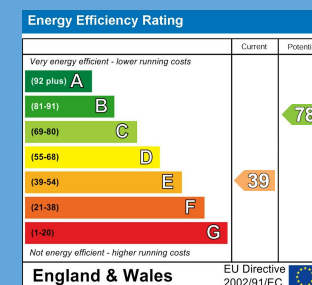 Energy Efficiency Rating
Current Potenti
Very energy efficient - lower running costs
(92 plus) A
(81-91) B
78
(69-80) C
(55-68) D
(39-54) E 39
(21-38) F
(1-20) G
Not energy efficient - higher running costs
England & Wales
EU Directive
2002/91/EC